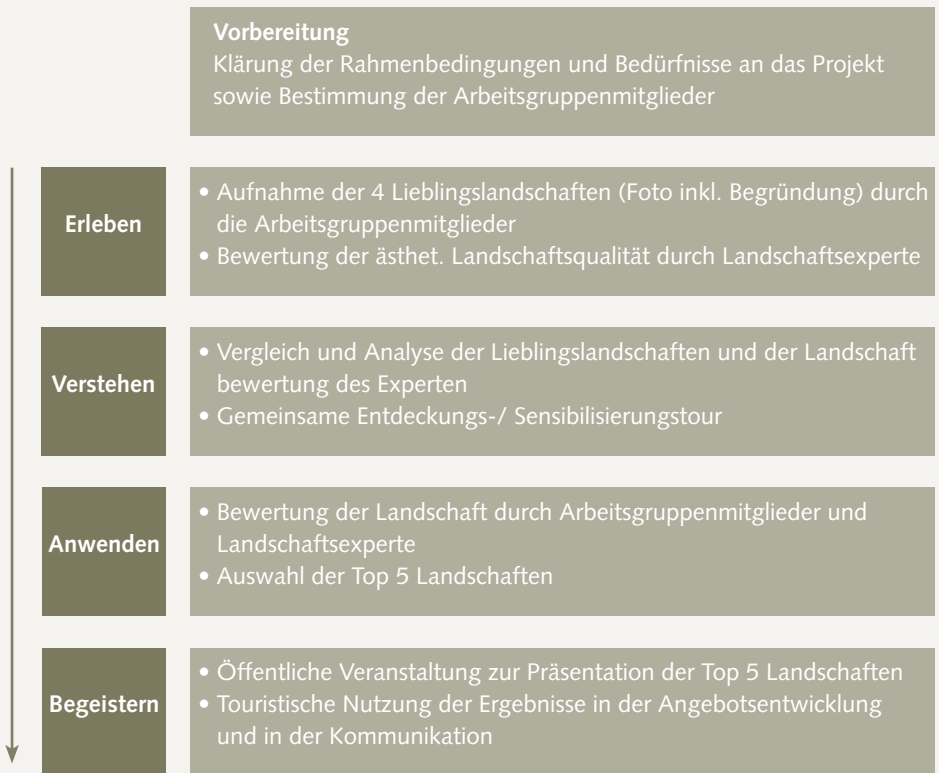 Vorbereitung
Klärung der Rahmenbedingungen und Bedürfnisse an das Projekt
sowie Bestimmung der Arbeitsgruppenmitglieder
Erleben
• Aufnahme der 4 Lieblingslandschaften (Foto inkl. Begründung) durch
die Arbeitsgruppenmitglieder
• Bewertung der ästhet. Landschaftsqualität durch Landschaftsexperte
Verstehen
• Vergleich und Analyse der Lieblingslandschaften und der Landschaft
bewertung des Experten
• Gemeinsame Entdeckungs-/ Sensibilisierungstour
Anwenden
• Bewertung der Landschaft durch Arbeitsgruppenmitglieder und
Landschaftsexperte
• Auswahl der Top 5 Landschaften
Begeistern
• Öffentliche Veranstaltung zur Präsentation der Top 5 Landschaften
• Touristische Nutzung der Ergebnisse in der Angebotsentwicklung
und in der Kommunikation